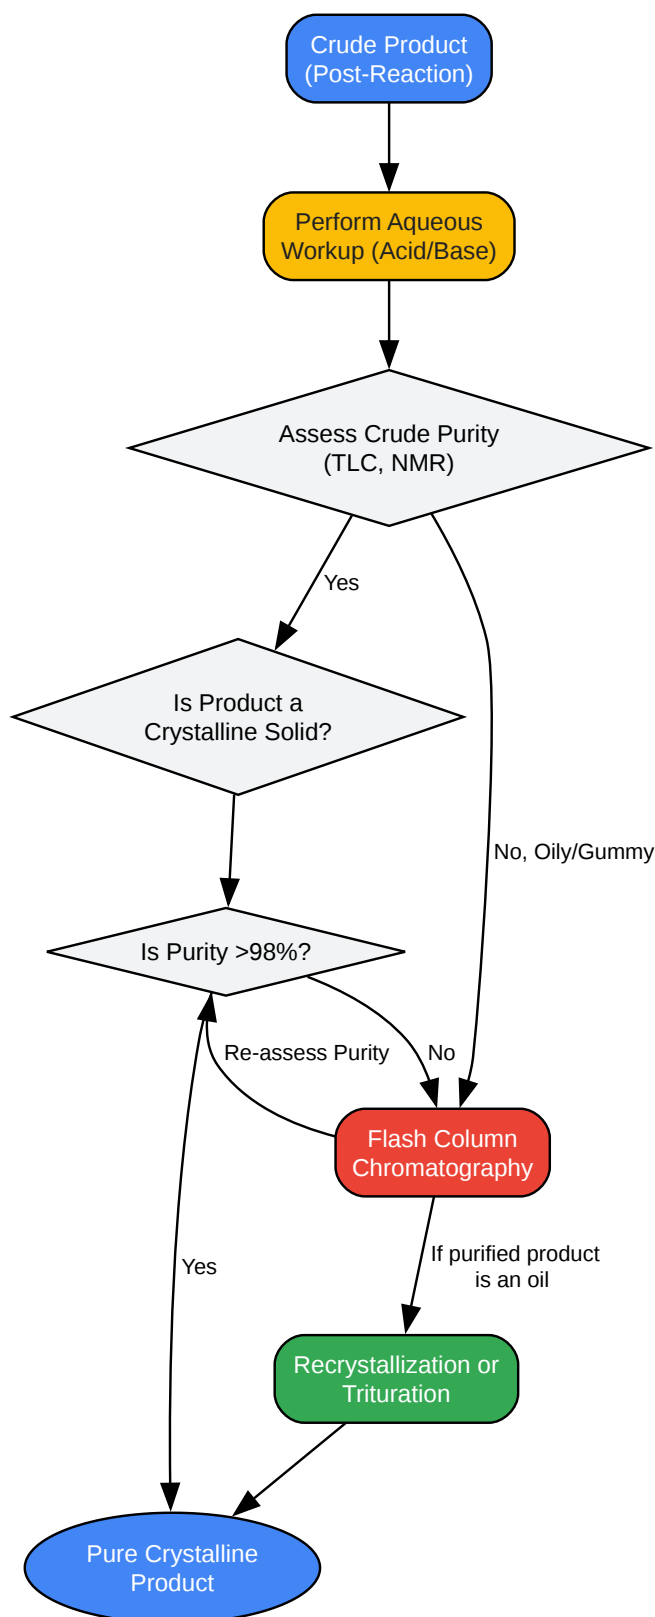 Crude Product
(Post-Reaction)
Perform Aqueous
Workup (Acid/Base)
Assess Crude Purity
(TLC, NMR)
Yes
Is Product a
Crystalline Solid?
No, Oily/Gummy
Is Purity >98%?
Re-assess Purity
No
Flash Column
Chromatography
If purified product
is an oil
Yes
Recrystallization or
Trituration
Pure Crystalline
Product